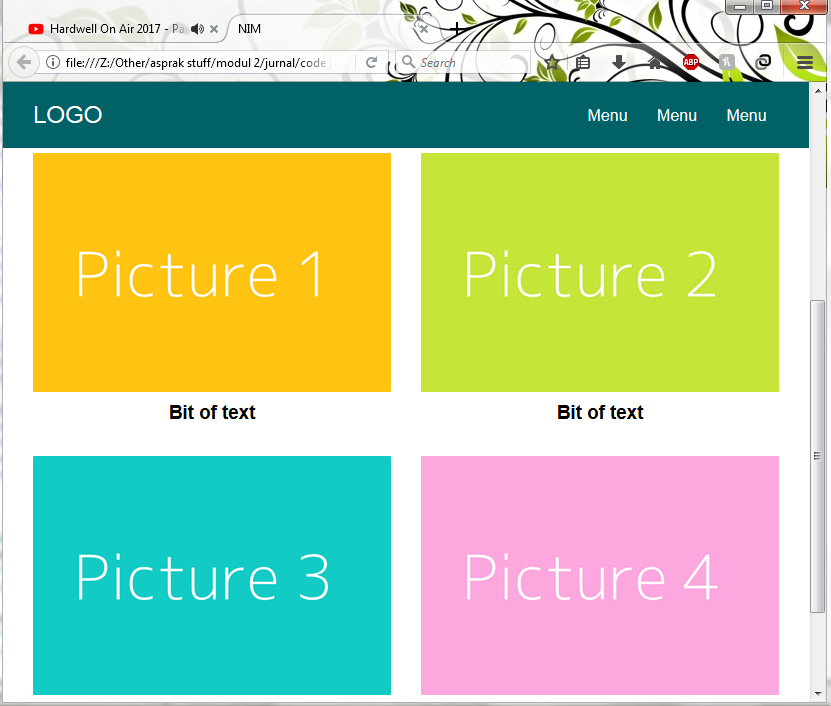 Hardwell On Air 2017 - Pa
NIM
file:///Z:/Other/asprak stuff/modul 2/jurnal/code
Search
ABP
LOGO
Menu Menu Menu
Picture 1 Picture 2
Bit of text Bit of text
Picture 3 Picture 4